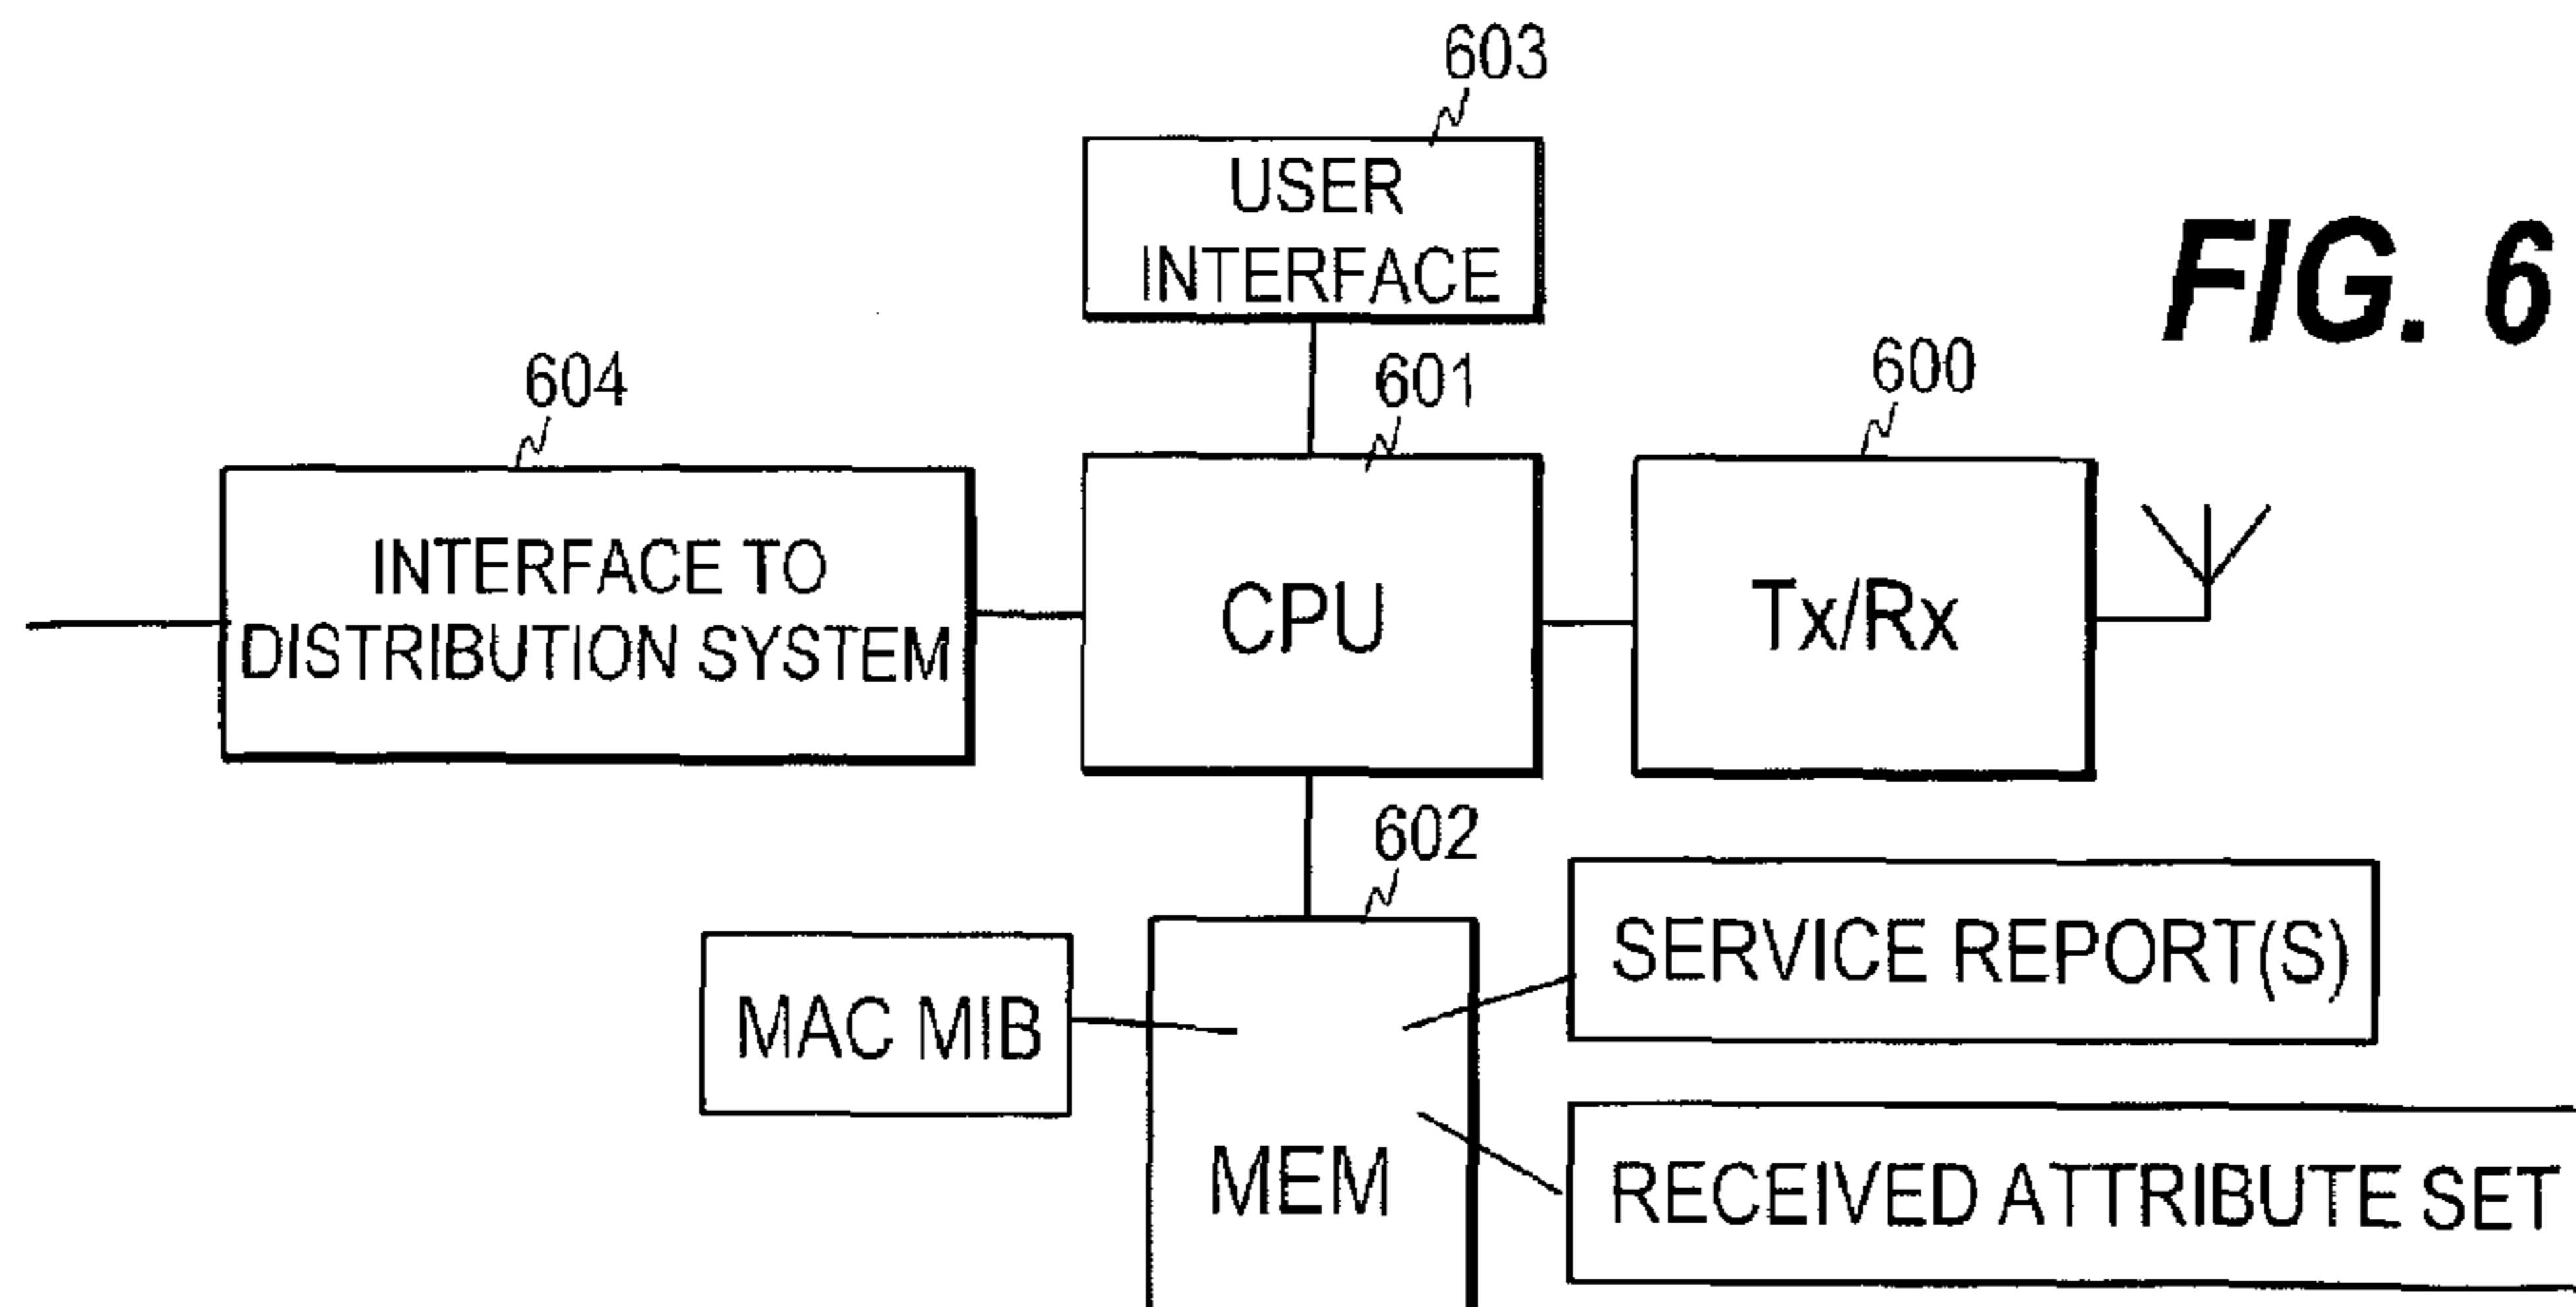 603
USER
INTERFACE
FIG. 6
604
601
600
INTERFACE TO
DISTRIBUTION SYSTEM
CPU
Tx/Rx
602
MAC MIB
MEM
SERVICE REPORT(S)
RECEIVED ATTRIBUTE SET